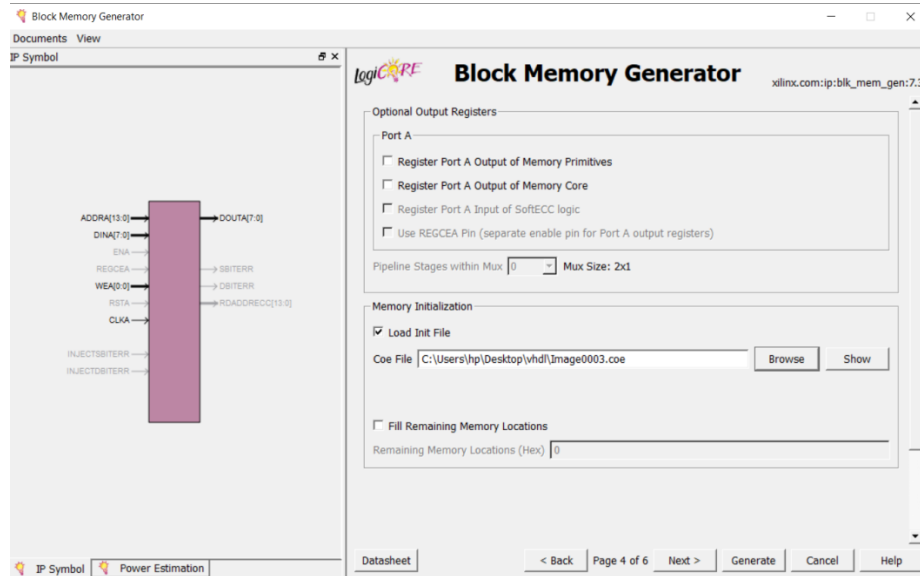 Block Memory Generator
Documents View
IP Symbol
LogiCORE
Block Memory Generator
xilinx.com:ip:blk_mem_gen:7.3
ADDRA[13:0]
DINA[7:0]
ENA
REGCEA
WEA[0:0]
RSTA
CLKA
INJECTSBITERR
INJECTDBITERR
DOUTA[7:0]
SBITERR
DBITERR
RDADDRECC[13:0]
Optional Output Registers
Port A
Register Port A Output of Memory Primitives
Register Port A Output of Memory Core
Register Port A Input of SoftECC logic
Use REGCEA Pin (separate enable pin for Port A output registers)
Pipeline Stages within Mux 0 Mux Size: 2x1
Memory Initialization
Load Init File
Coe File C:\Users\hp\Desktop\vhdl\Image0003.coe Browse Show
Fill Remaining Memory Locations
Remaining Memory Locations (Hex) 0
IP Symbol Power Estimation
Datasheet < Back Page 4 of 6 Next > Generate Cancel Help